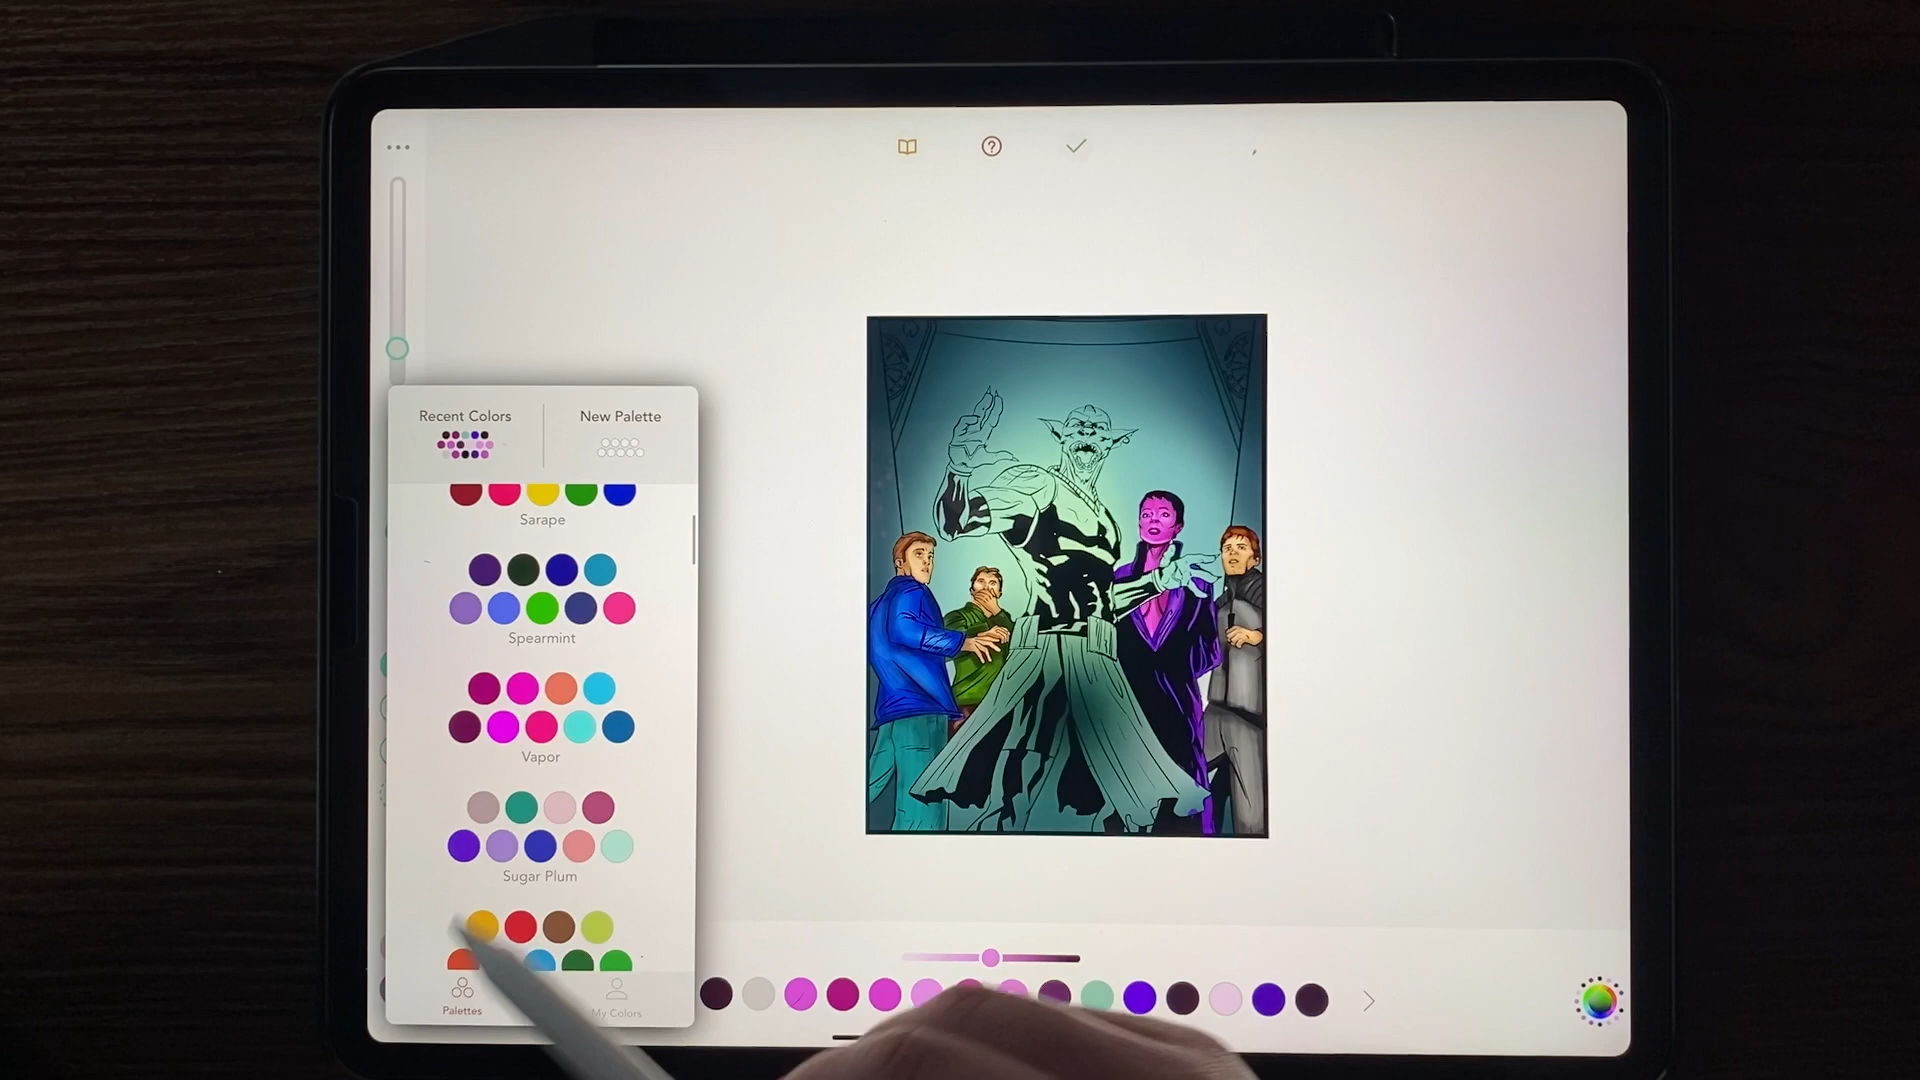 Recent Colors
New Palette
Sarape
Spearmint
Vapor
Sugar Plum
Palettes
My Colors